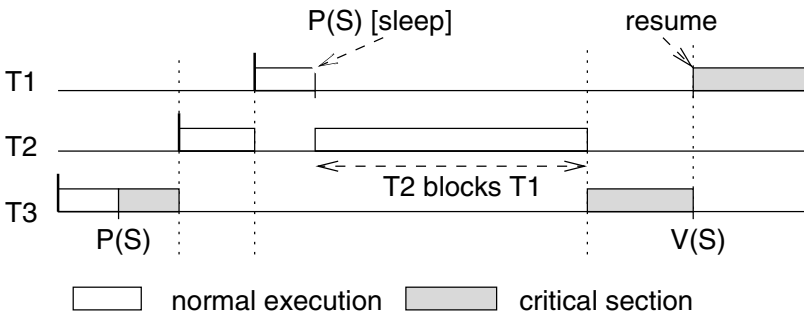 P(S) [sleep] resume
T1
T2
T2 blocks T1
T3
P(S) V(S)
normal execution critical section